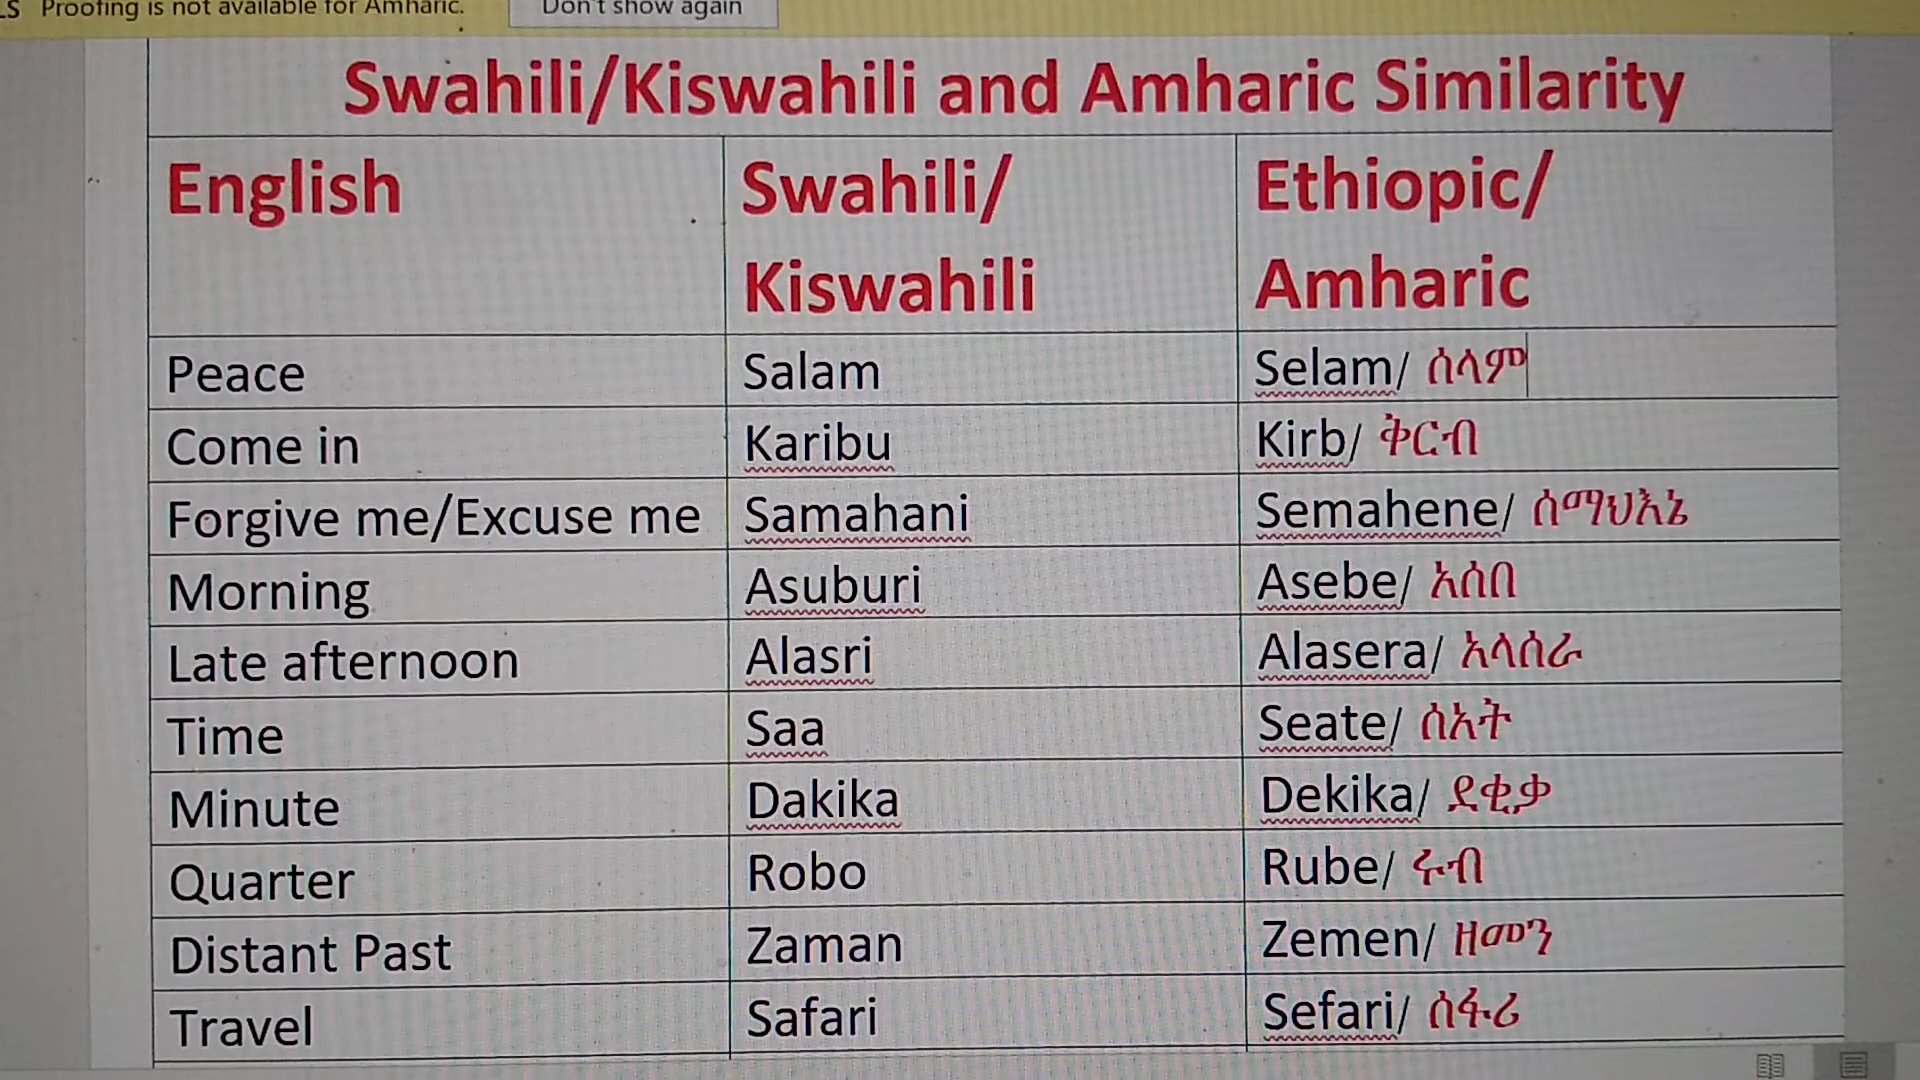 LS Proofing is not available for Amharic. Don't show again
Swahili/Kiswahili and Amharic Similarity
English
Swahili/
Kiswahili
Ethiopic/
Amharic
Peace Salam Selam/ ሰላም
Come in Karibu Kirb/ ቅርብ
Forgive me/Excuse me Samahani Semahene/ ሰማህእኔ
Morning Asuburi Asebe/ አሰበ
Late afternoon Alasri Alasera/ አላሰራ
Time Saa Seate/ ሰአት
Minute Dakika Dekika/ ደቂቃ
Quarter Robo Rube/ ሩብ
Distant Past Zaman Zemen/ ዘመን
Travel Safari Sefari/ ሰፋሪ